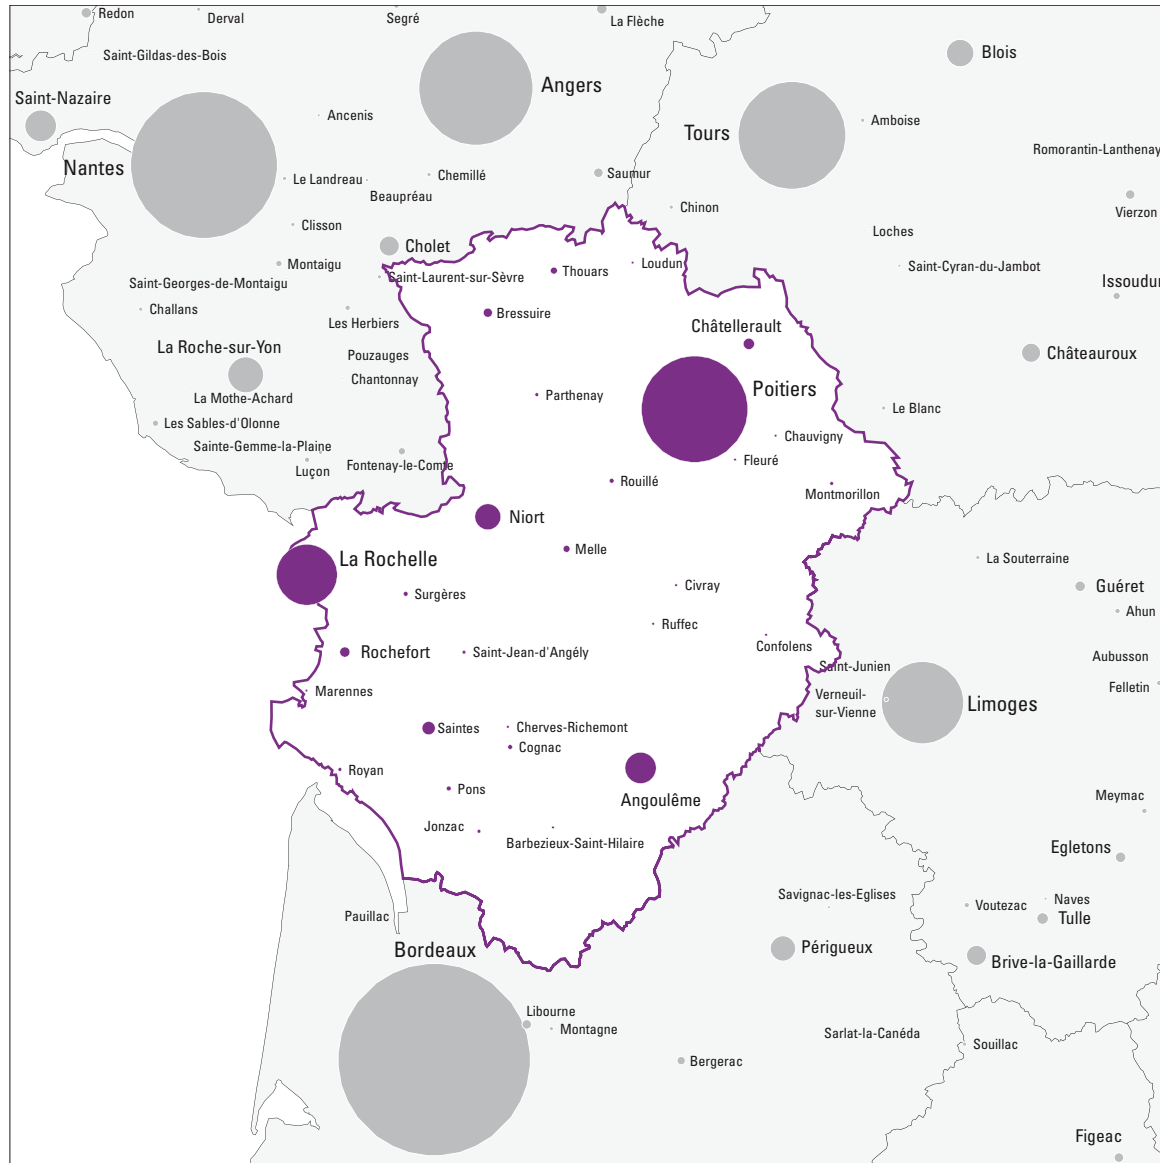 Redon
Derval
Segré
La Flèche
Saint-Gildas-des-Bois
Blois
Angers
Saint-Nazaire
Ancenis
Tours
Amboise
Romorantin-Lanthenay
Nantes
Le Landreau
Chemillé
Saumur
Beaupréau
Chinon
Vierzon
Clisson
Loches
Cholet
Montaigu
Saint-Laurent-sur-Sèvre
Thouars
Loudun
Saint-Cyran-du-Jambot
Saint-Georges-de-Montaigu
Issoudun
Challans
Les Herbiers
Bressuire
Châtellerault
La Roche-sur-Yon
Pouzauges
Châteauroux
Chantonnay
Poitiers
La Mothe-Achard
Parthenay
Le Blanc
Les Sables-d'Olonne
Chauvigny
Sainte-Gemme-la-Plaine
Fleuré
Luçon
Fontenay-le-Comte
Rouillé
Montmorillon
Niort
La Rochelle
Melle
La Souterraine
Guéret
Surgères
Civray
Ahun
Ruffec
Rochefort
Saint-Jean-d'Angély
Confolens
Aubusson
Saint-Junien
Marennes
Verneuil-
sur-Vienne
Limoges
Felletin
Saintes
Cherves-Richemont
Cognac
Royan
Pons
Angoulême
Meymac
Jonzac
Barbezieux-Saint-Hilaire
Egletons
Savignac-les-Eglises
Voutezac
Naves
Pauillac
Tulle
Bordeaux
Périgueux
Brive-la-Gaillarde
Libourne
Montagne
Sarlat-la-Canéda
Souillac
Bergerac
Figeac